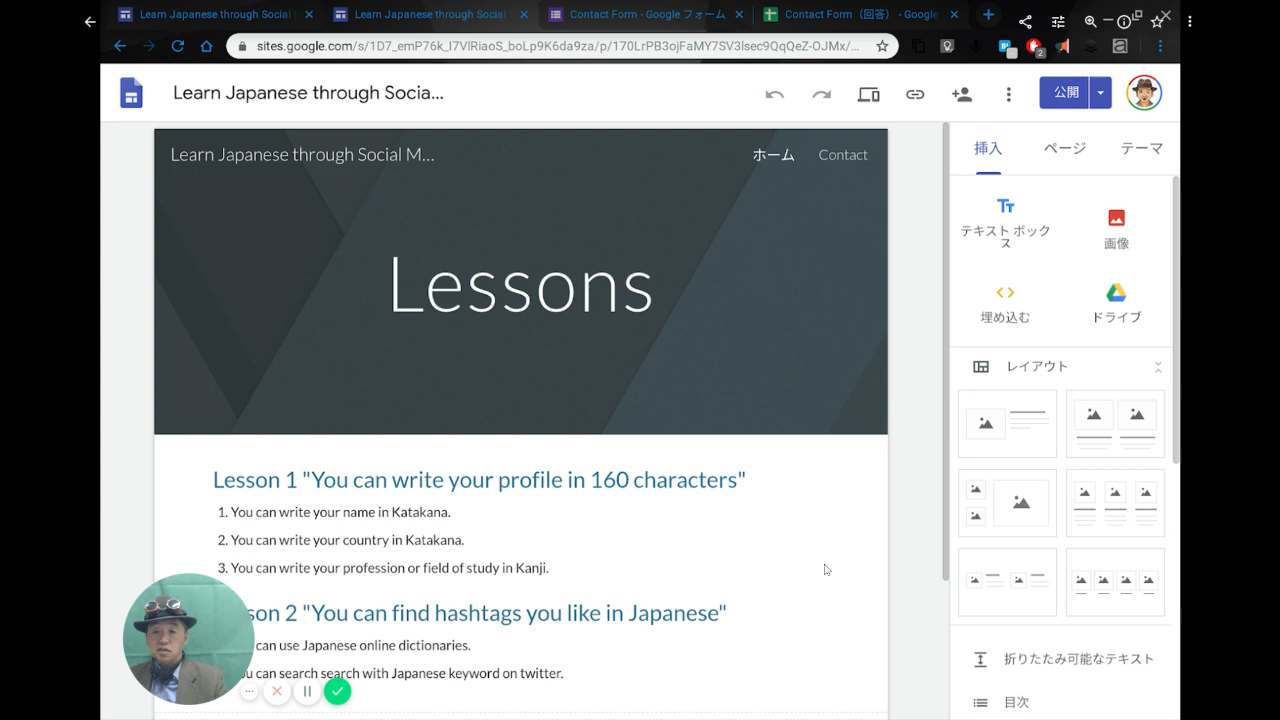 Learn Japanese through Social
Learn Japanese through Social
Contact Form - Google フォーム
Contact Form（回答） - Google
sites.google.com/s/1D7_emP76k_I7VlRiaoS_boLp9K6da9za/p/170LrPB3ojFaMY7SV3lsec9QqQeZ-OJMx/...
2
Learn Japanese through Socia...
公開
Learn Japanese through Social M...
ホーム
Contact
挿入
ページ
テーマ
Lessons
テキスト ボックス
画像
埋め込む
ドライブ
レイアウト
Lesson 1 "You can write your profile in 160 characters"
1. You can write your name in Katakana.
2. You can write your country in Katakana.
3. You can write your profession or field of study in Kanji.
son 2 "You can find hashtags you like in Japanese"
can use Japanese online dictionaries.
can search search with Japanese keyword on twitter.
折りたたみ可能なテキスト
目次